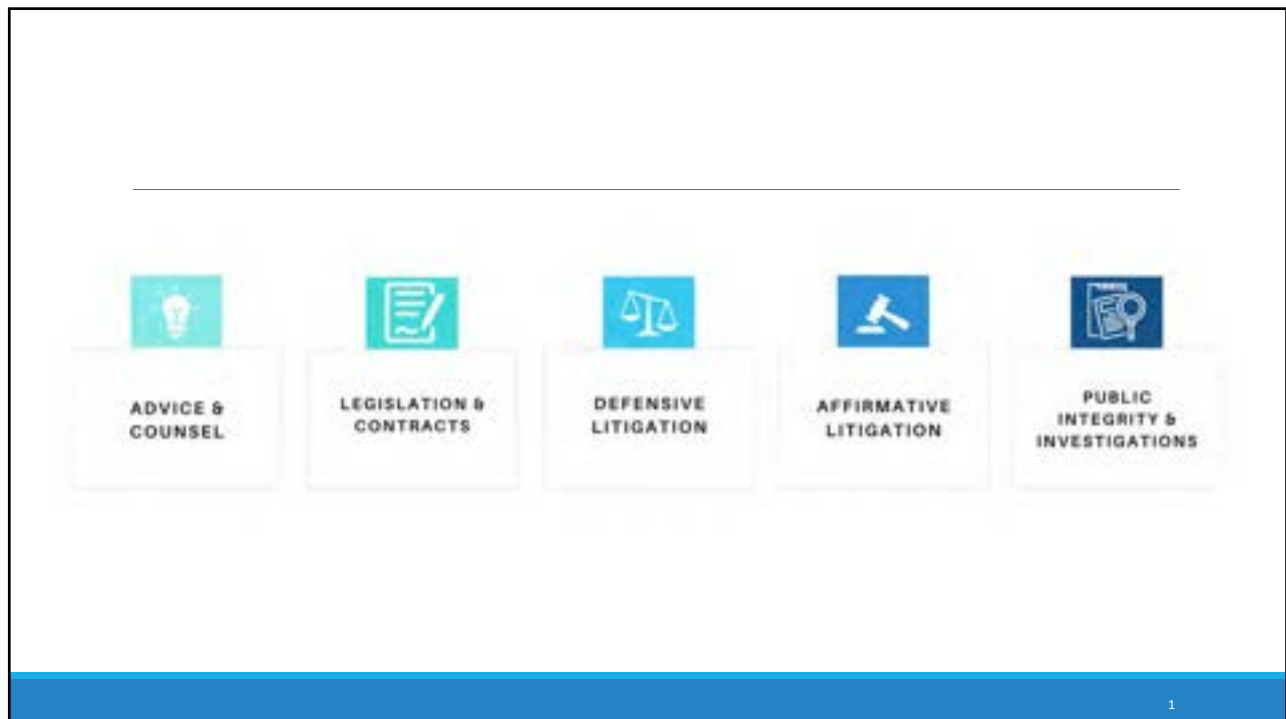 ADVICE &
COUNSEL
LEGISLATION &
CONTRACTS
DEFENSIVE
LITIGATION
AFFIRMATIVE
LITIGATION
PUBLIC
INTEGRITY &
INVESTIGATIONS
1